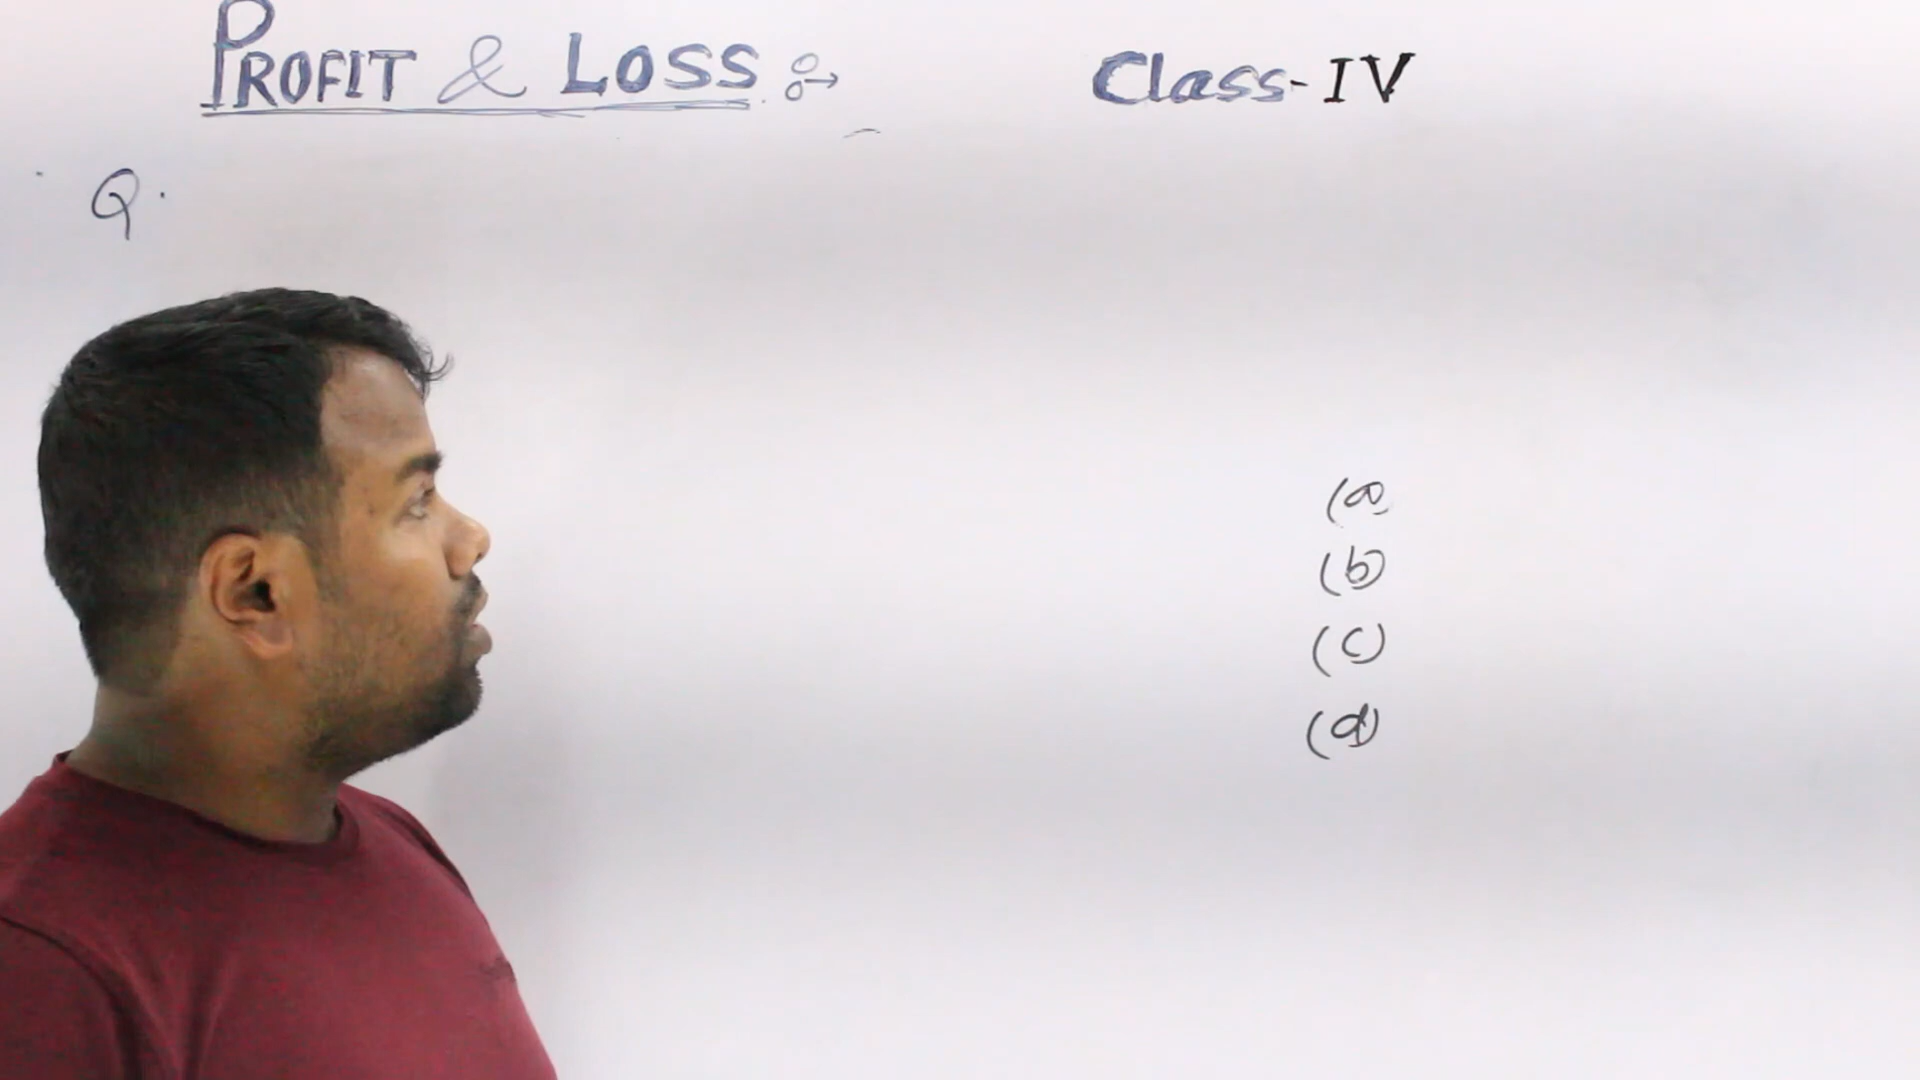 PROFIT & LOSS :→ Class-IV
Q.
(a)
(b)
(c)
(d)